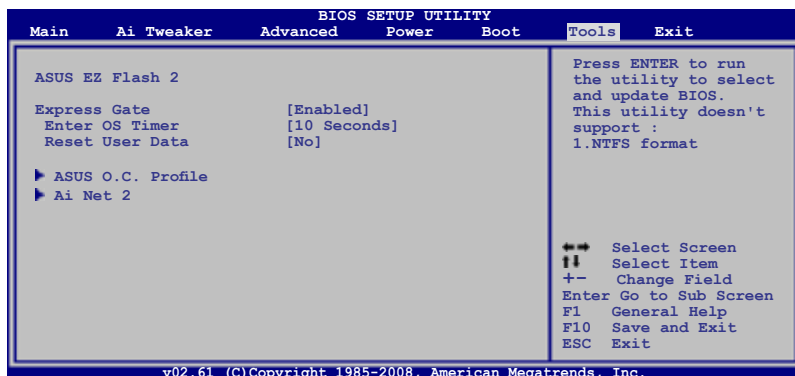 BIOS SETUP UTILITY
Main Ai Tweaker Advanced Power Boot Tools Exit
ASUS EZ Flash 2
Express Gate [Enabled]
Enter OS Timer [10 Seconds]
Reset User Data [No]
ASUS O.C. Profile
Ai Net 2
Press ENTER to run
the utility to select
and update BIOS.
This utility doesn't
support :
1.NTFS format
Select Screen
Select Item
+- Change Field
Enter Go to Sub Screen
F1 General Help
F10 Save and Exit
ESC Exit
v02.61 (C)Copyright 1985-2008, American Megatrends, Inc.